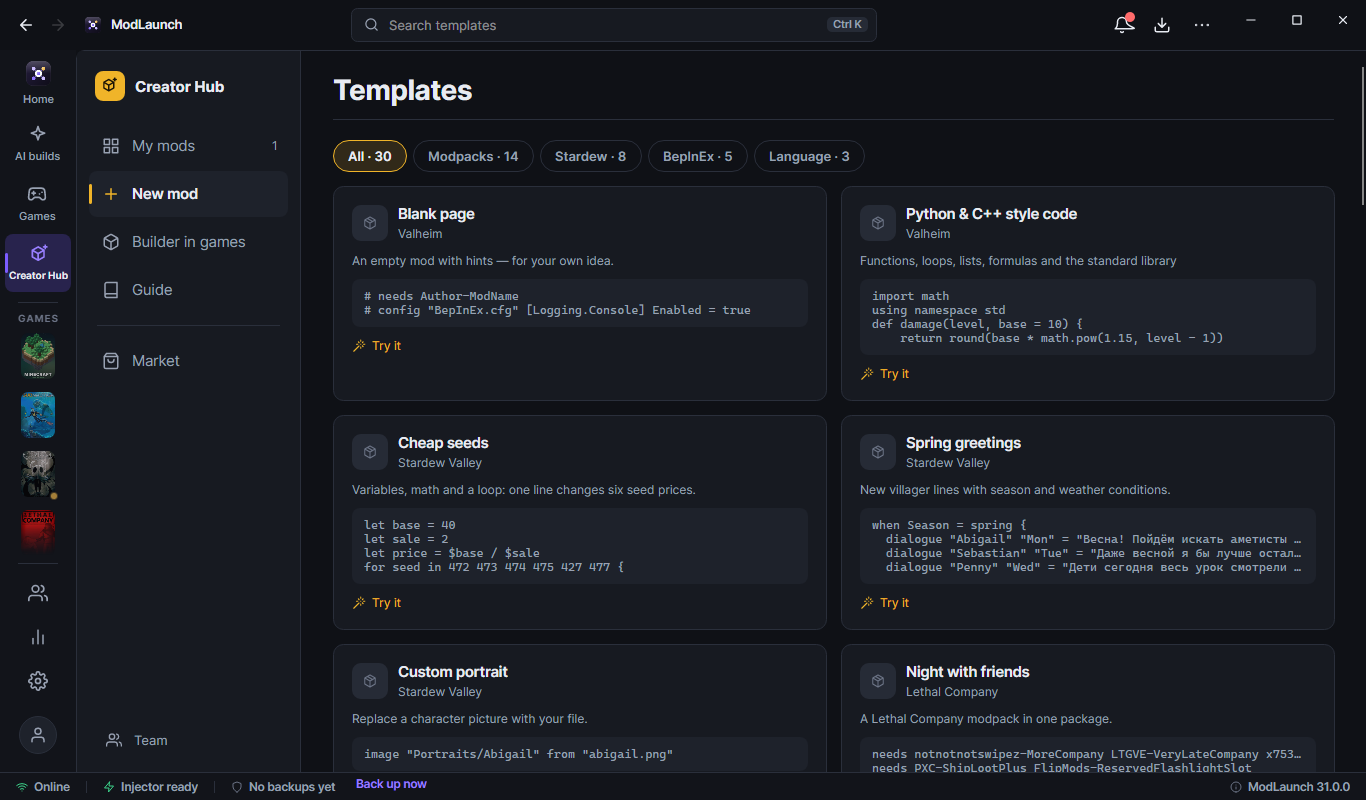 ModLaunch
Search templates
Ctrl K
Home
AI builds
Games
Creator Hub
GAMES
MINECRAFT
LETHAL
COMPANY
Creator Hub
My mods
1
New mod
Builder in games
Guide
Market
Team
Templates
All · 30
Modpacks · 14
Stardew · 8
BepInEx · 5
Language · 3
Blank page
Valheim
An empty mod with hints — for your own idea.
# needs Author-ModName
# config "BepInEx.cfg" [Logging.Console] Enabled = true
Try it
Python & C++ style code
Valheim
Functions, loops, lists, formulas and the standard library
import math
using namespace std
def damage(level, base = 10) {
    return round(base * math.pow(1.15, level - 1))
Try it
Cheap seeds
Stardew Valley
Variables, math and a loop: one line changes six seed prices.
let base = 40
let sale = 2
let price = $base / $sale
for seed in 472 473 474 475 427 477 {
Try it
Spring greetings
Stardew Valley
New villager lines with season and weather conditions.
when Season = spring {
  dialogue "Abigail" "Mon" = "Весна! Пойдём искать аметисты …
  dialogue "Sebastian" "Tue" = "Даже весной я бы лучше остал…
  dialogue "Penny" "Wed" = "Дети сегодня весь урок смотрели …
Try it
Custom portrait
Stardew Valley
Replace a character picture with your file.
image "Portraits/Abigail" from "abigail.png"
Night with friends
Lethal Company
A Lethal Company modpack in one package.
needs notnotnotswipez-MoreCompany LTGVE-VeryLateCompany x753…
needs PXC-ShipLootPlus FlipMods-ReservedFlashlightSlot
Online
Injector ready
No backups yet
Back up now
ModLaunch 31.0.0